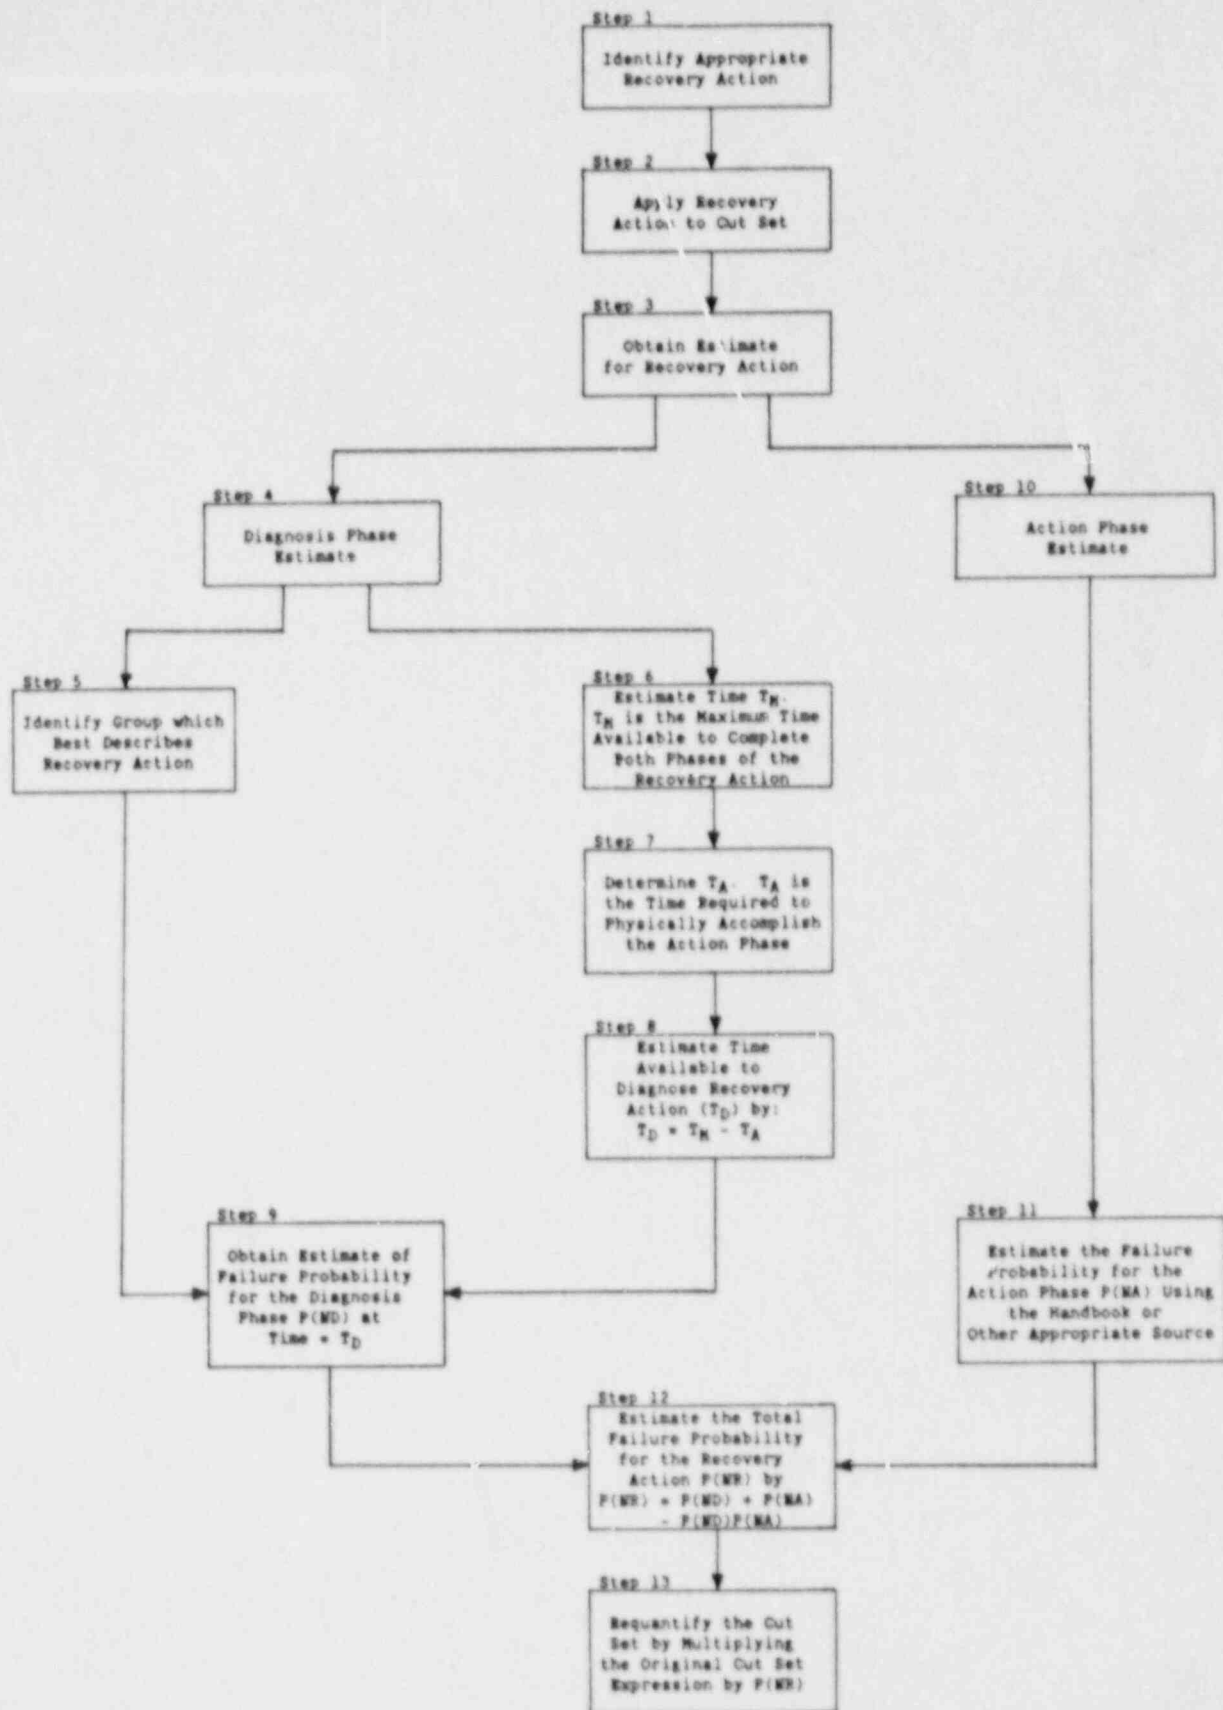 Step 1
Identify Appropriate
Recovery Action
Step 2
Apply Recovery
Action to Cut Set
Step 3
Obtain Estimate
for Recovery Action
Step 4
Diagnosis Phase
Estimate
Step 10
Action Phase
Estimate
Step 5
Identify Group which
Best Describes
Recovery Action
Step 6
Estimate Time T_M.
T_M is the Maximum Time
Available to Complete
Both Phases of the
Recovery Action
Step 7
Determine T_A. T_A is
the Time Required to
Physically Accomplish
the Action Phase
Step 8
Estimate Time
Available to
Diagnose Recovery
Action (T_D) by:
T_D = T_M - T_A
Step 9
Obtain Estimate of
Failure Probability
for the Diagnosis
Phase P(ND) at
Time = T_D
Step 11
Estimate the Failure
Probability for the
Action Phase P(NA) Using
the Handbook or
Other Appropriate Source
Step 12
Estimate the Total
Failure Probability
for the Recovery
Action P(NR) by
P(NR) = P(ND) + P(NA)
- P(ND)P(NA)
Step 13
Requantify the Cut
Set by Multiplying
the Original Cut Set
Expression by P(NR)